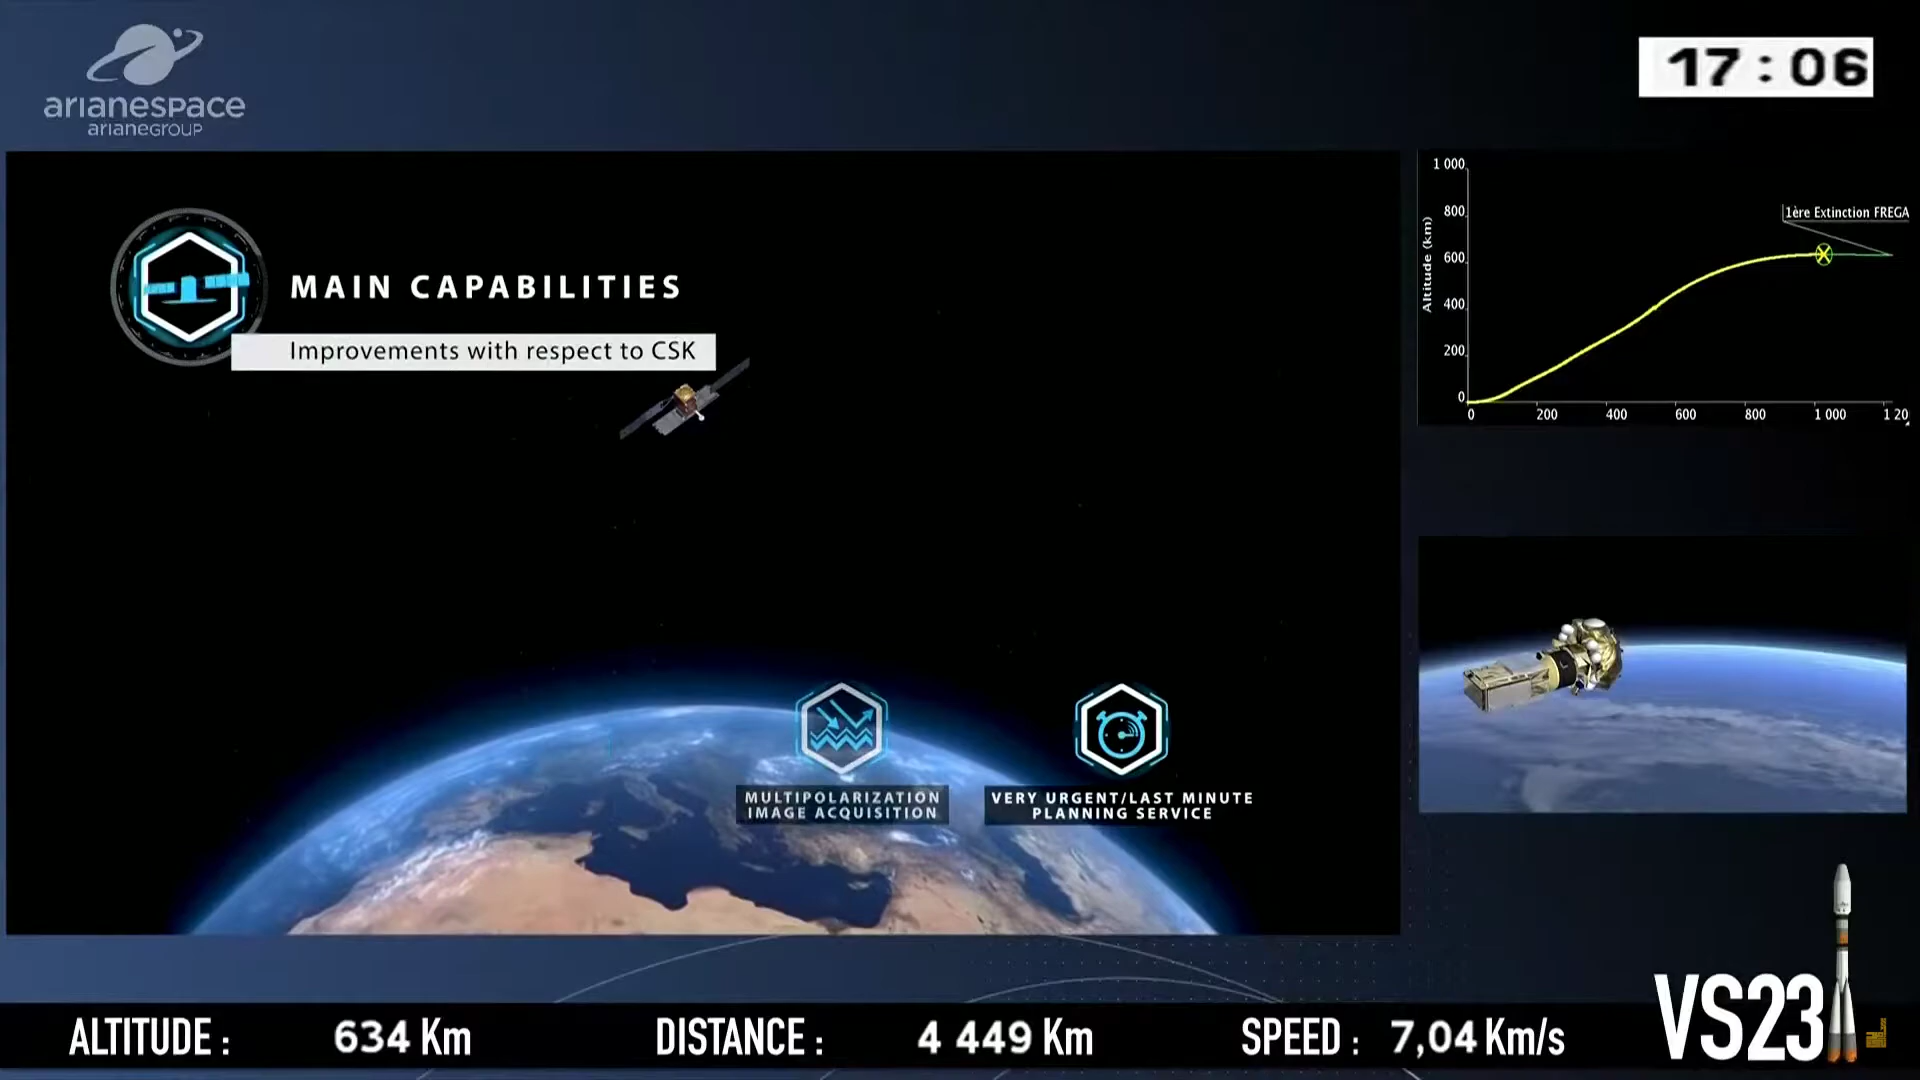 arianespace
arianeGROUP
17 : 06
MAIN CAPABILITIES
Improvements with respect to CSK
MULTIPOLARIZATION
IMAGE ACQUISITION
VERY URGENT/LAST MINUTE
PLANNING SERVICE
1ère Extinction FREGA
Altitude (km)
1 000
800
600
400
200
0
0 200 400 600 800 1 000 1 20
ALTITUDE : 634 Km DISTANCE : 4 449 Km SPEED : 7,04 Km/s
VS23